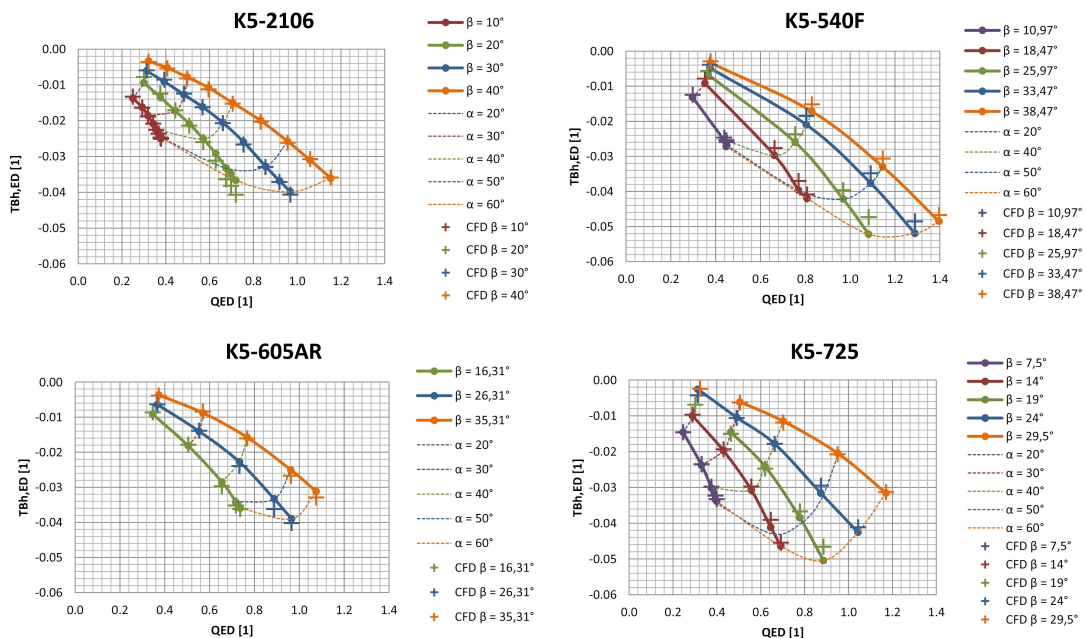 K5-2106
0.00
-0.01
-0.02
-0.03
-0.04
-0.05
-0.06
TBh,ED [1]
0.0 0.2 0.4 0.6 0.8 1.0 1.2 1.4
QED [1]
β = 10°
β = 20°
β = 30°
β = 40°
α = 20°
α = 30°
α = 40°
α = 50°
α = 60°
CFD β = 10°
CFD β = 20°
CFD β = 30°
CFD β = 40°
K5-540F
0.00
-0.01
-0.02
-0.03
-0.04
-0.05
-0.06
TBh,ED [1]
0.0 0.2 0.4 0.6 0.8 1.0 1.2 1.4
QED [1]
β = 10,97°
β = 18,47°
β = 25,97°
β = 33,47°
β = 38,47°
α = 20°
α = 40°
α = 50°
α = 60°
CFD β = 10,97°
CFD β = 18,47°
CFD β = 25,97°
CFD β = 33,47°
CFD β = 38,47°
K5-605AR
0.00
-0.01
-0.02
-0.03
-0.04
-0.05
-0.06
TBh,ED [1]
0.0 0.2 0.4 0.6 0.8 1.0 1.2 1.4
QED [1]
β = 16,31°
β = 26,31°
β = 35,31°
α = 20°
α = 30°
α = 40°
α = 50°
α = 60°
CFD β = 16,31°
CFD β = 26,31°
CFD β = 35,31°
K5-725
0.00
-0.01
-0.02
-0.03
-0.04
-0.05
-0.06
TBh,ED [1]
0.0 0.2 0.4 0.6 0.8 1.0 1.2 1.4
QED [1]
β = 7,5°
β = 14°
β = 19°
β = 24°
β = 29,5°
α = 20°
α = 30°
α = 40°
α = 50°
α = 60°
CFD β = 7,5°
CFD β = 14°
CFD β = 19°
CFD β = 24°
CFD β = 29,5°